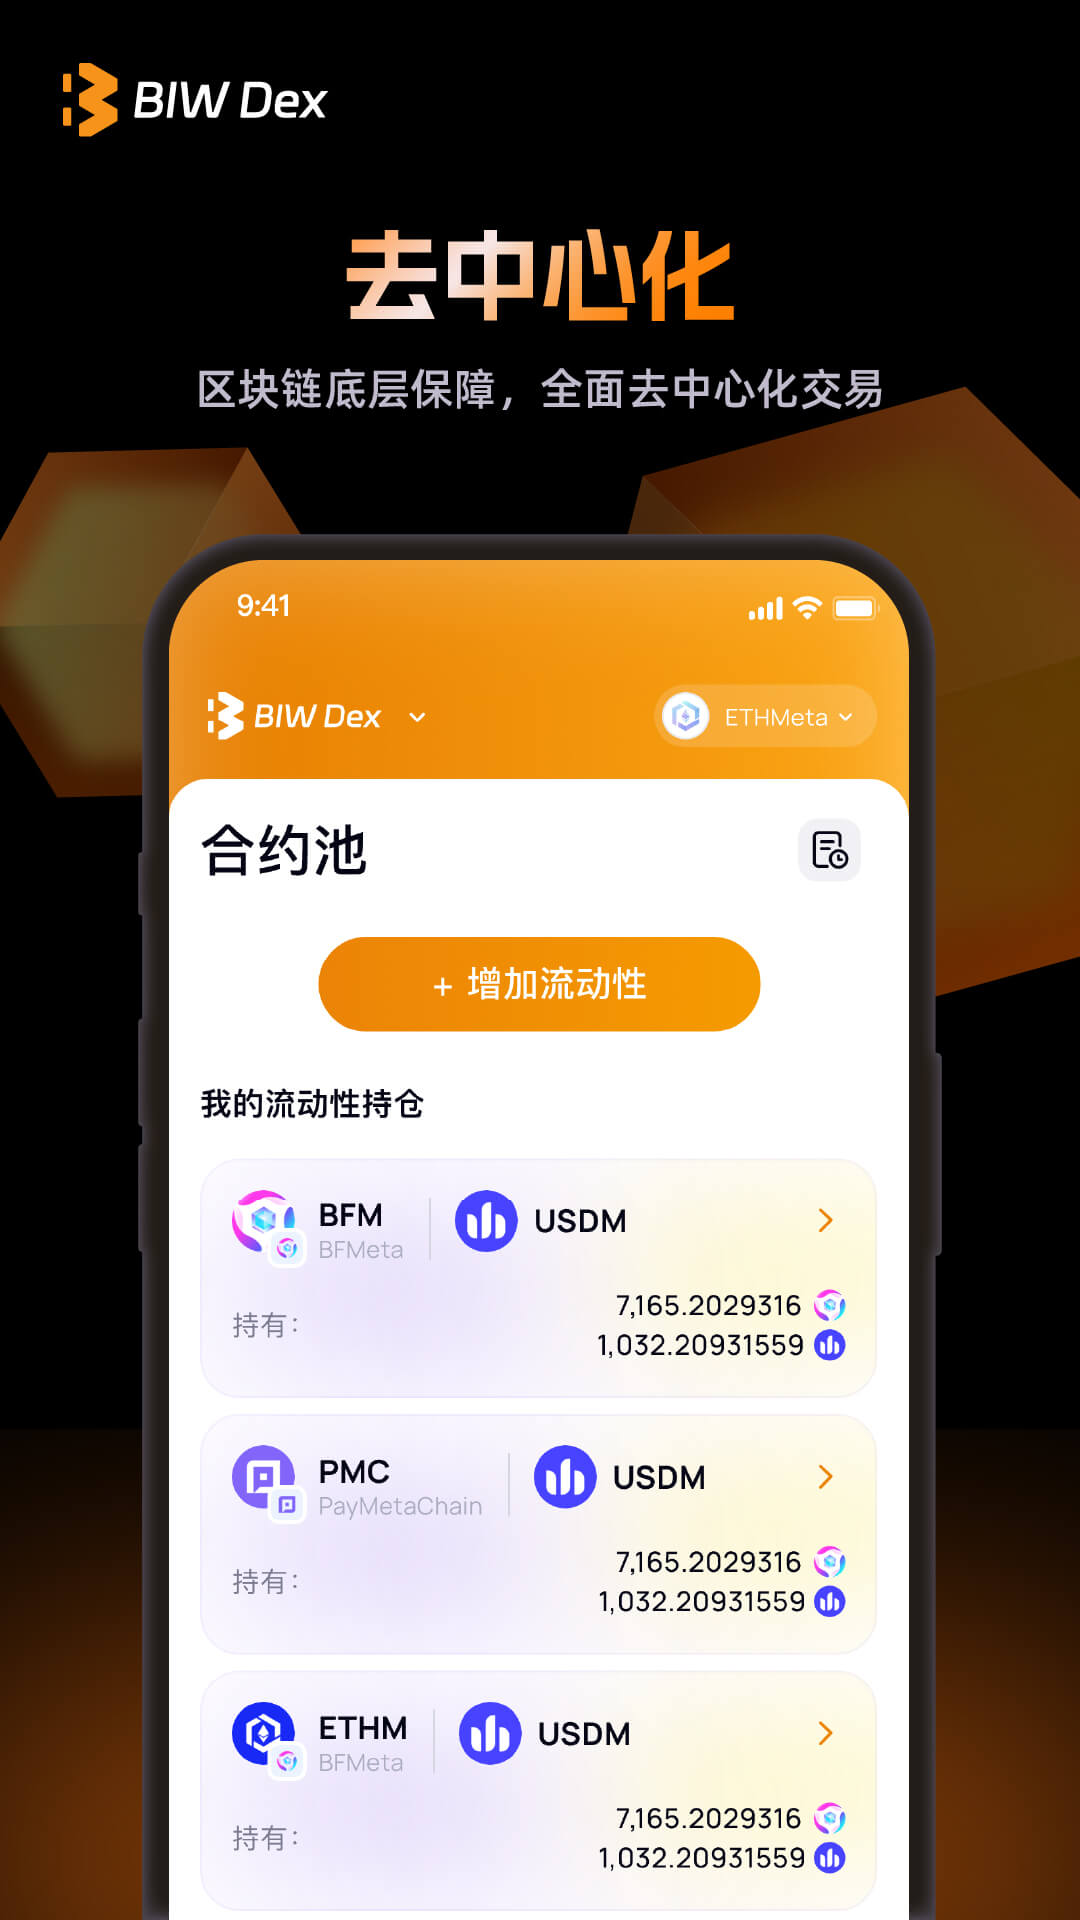 BIW Dex
去中心化
区块链底层保障，全面去中心化交易
9:41
BIW Dex
ETHMeta
合约池
+ 增加流动性
我的流动性持仓
BFM
BFMeta
USDM
持有：
7,165.2029316
1,032.20931559
PMC
PayMetaChain
USDM
持有：
7,165.2029316
1,032.20931559
ETHM
BFMeta
USDM
持有：
7,165.2029316
1,032.20931559